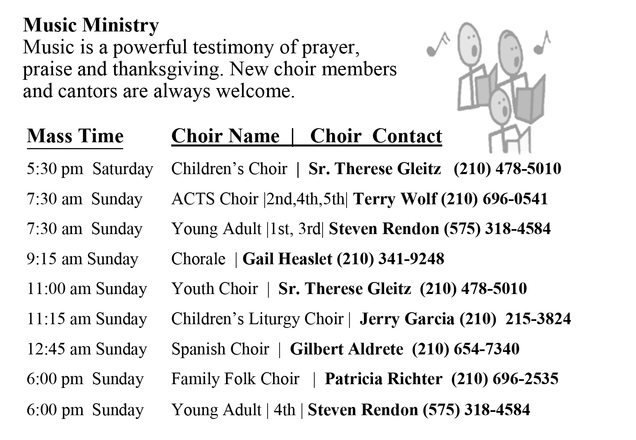 Music Ministry
Music is a powerful testimony of prayer,
praise and thanksgiving. New choir members
and cantors are always welcome.
Mass Time Choir Name | Choir Contact
5:30 pm Saturday Children's Choir | Sr. Therese Gleitz (210) 478-5010
7:30 am Sunday ACTS Choir |2nd,4th,5th| Terry Wolf (210) 696-0541
7:30 am Sunday Young Adult |1st, 3rd| Steven Rendon (575) 318-4584
9:15 am Sunday Chorale | Gail Heaslet (210) 341-9248
11:00 am Sunday Youth Choir | Sr. Therese Gleitz (210) 478-5010
11:15 am Sunday Children's Liturgy Choir | Jerry Garcia (210) 215-3824
12:45 am Sunday Spanish Choir | Gilbert Aldrete (210) 654-7340
6:00 pm Sunday Family Folk Choir | Patricia Richter (210) 696-2535
6:00 pm Sunday Young Adult | 4th | Steven Rendon (575) 318-4584